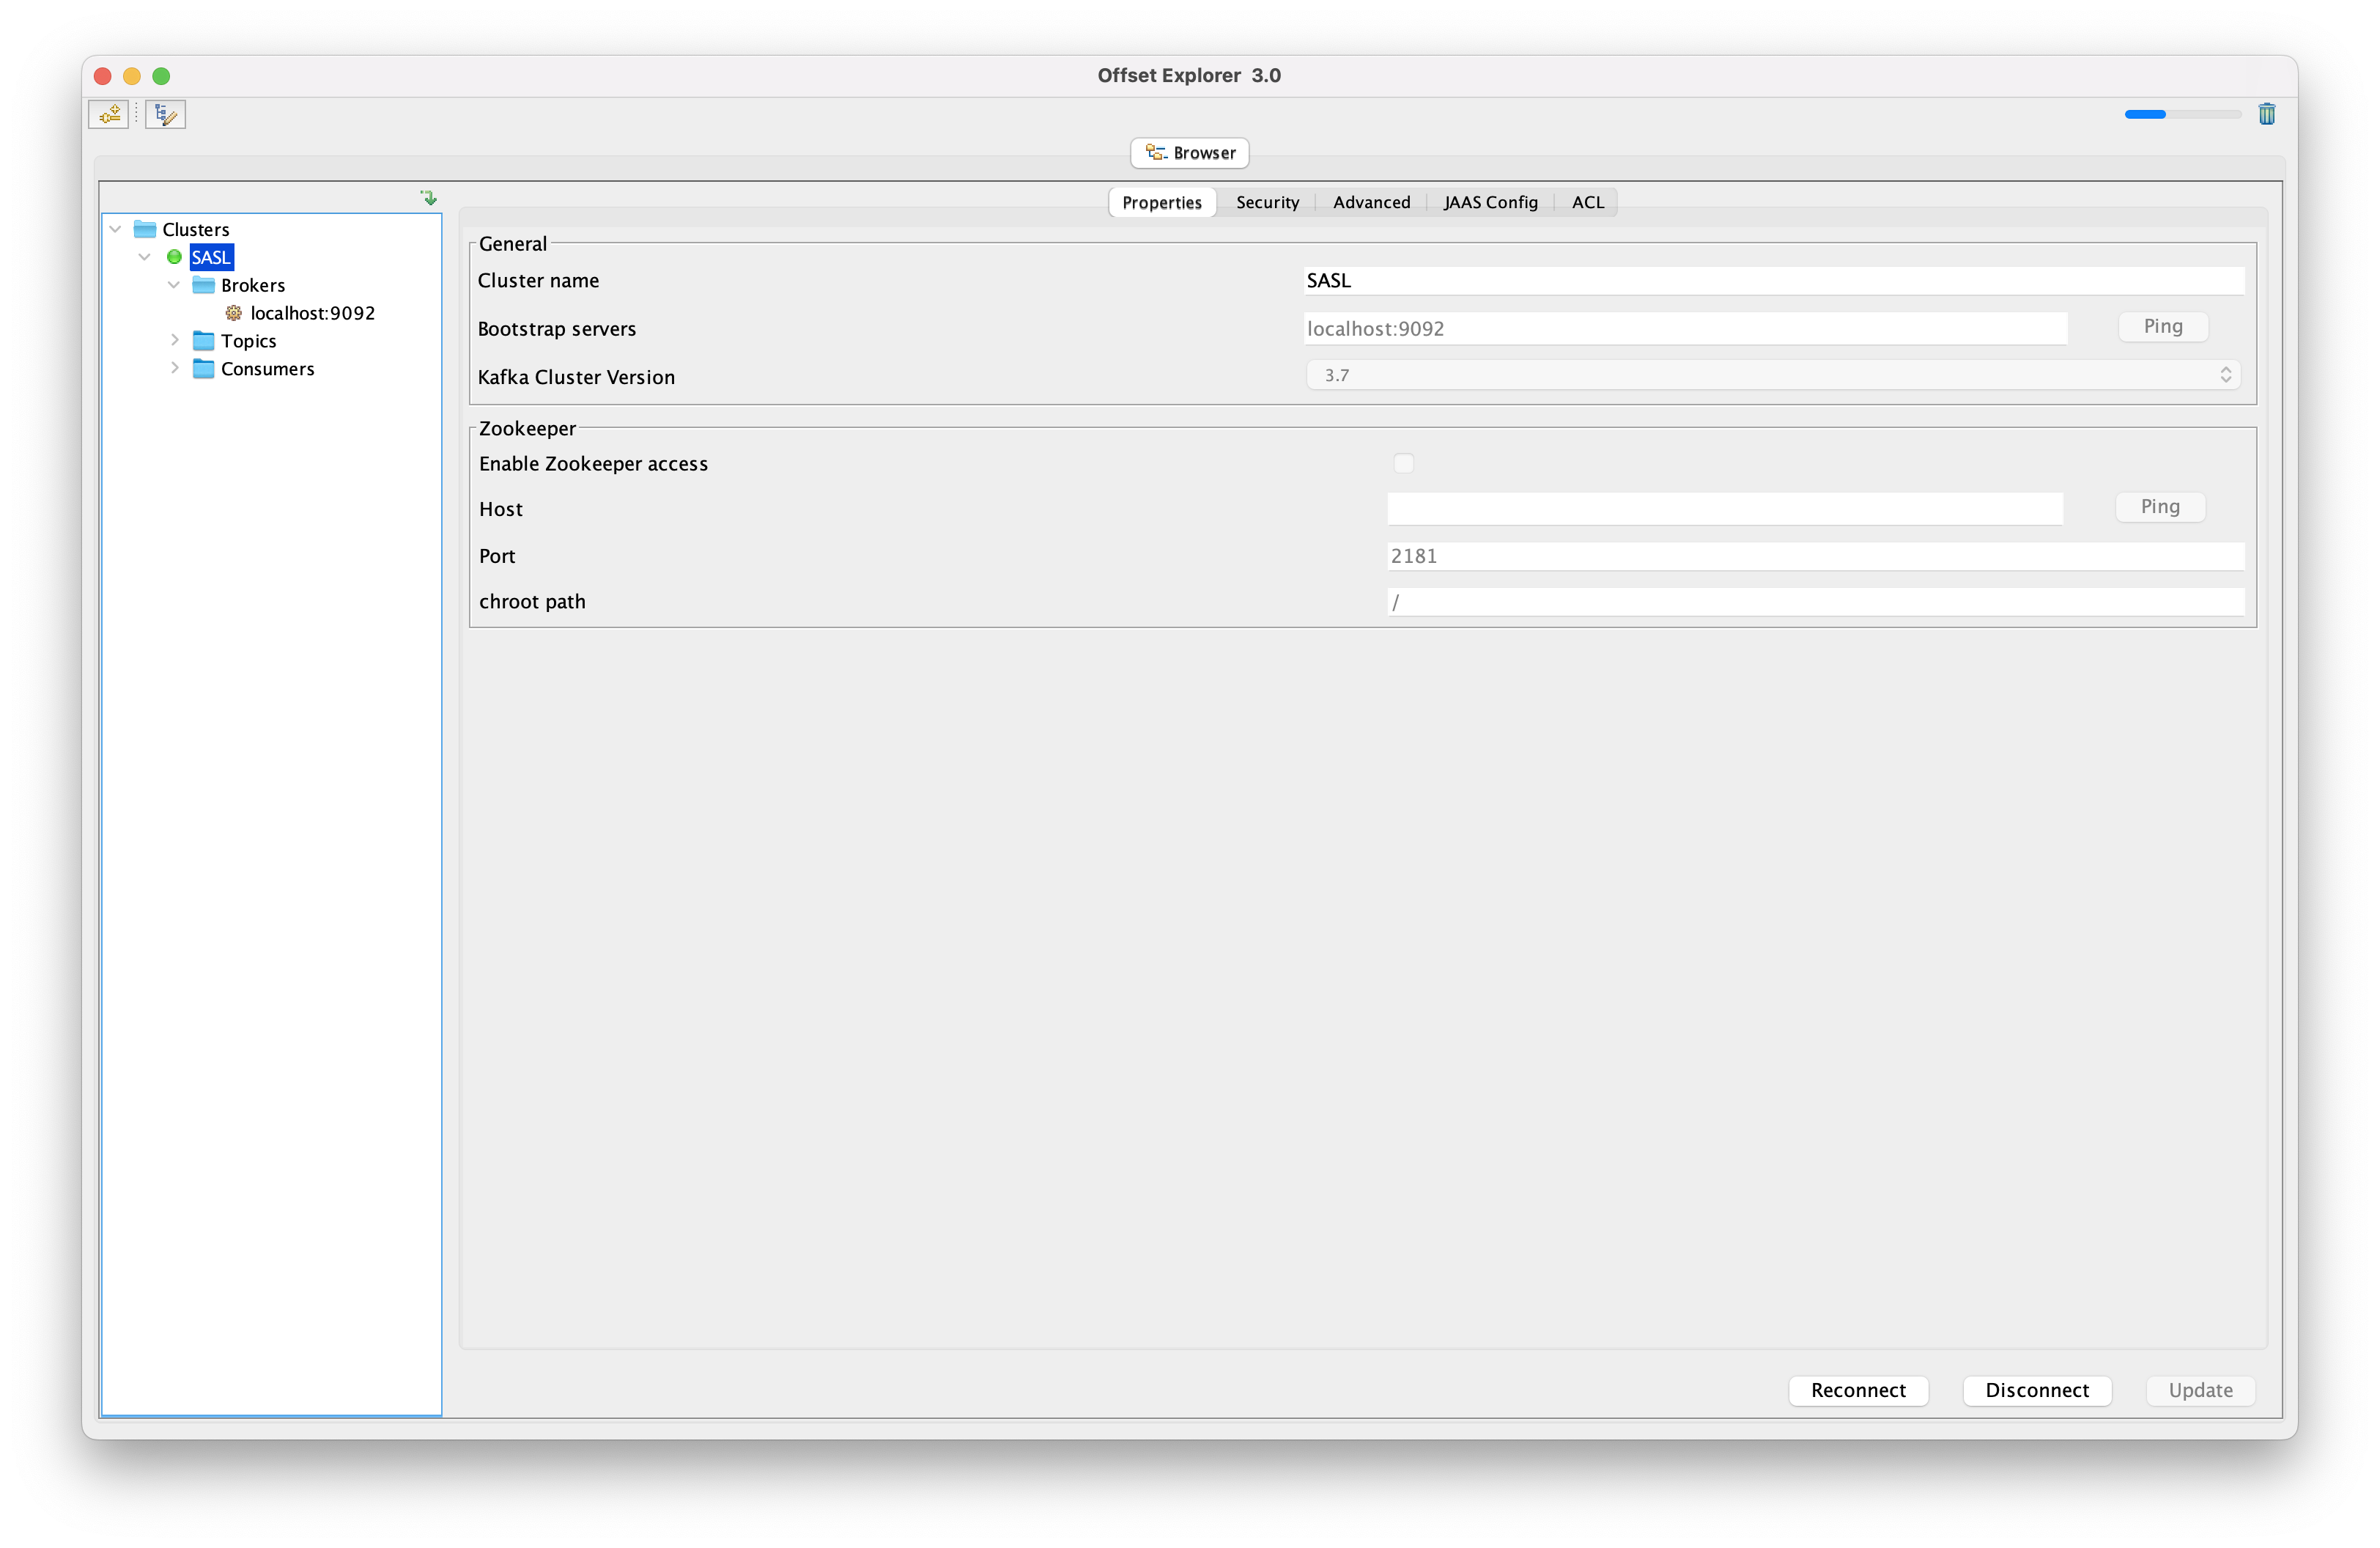 Offset Explorer  3.0
Browser
Clusters
SASL
Brokers
localhost:9092
Topics
Consumers
Properties Security Advanced JAAS Config ACL
General
Cluster name SASL
Bootstrap servers localhost:9092 Ping
Kafka Cluster Version 3.7
Zookeeper
Enable Zookeeper access
Host Ping
Port 2181
chroot path /
Reconnect Disconnect Update